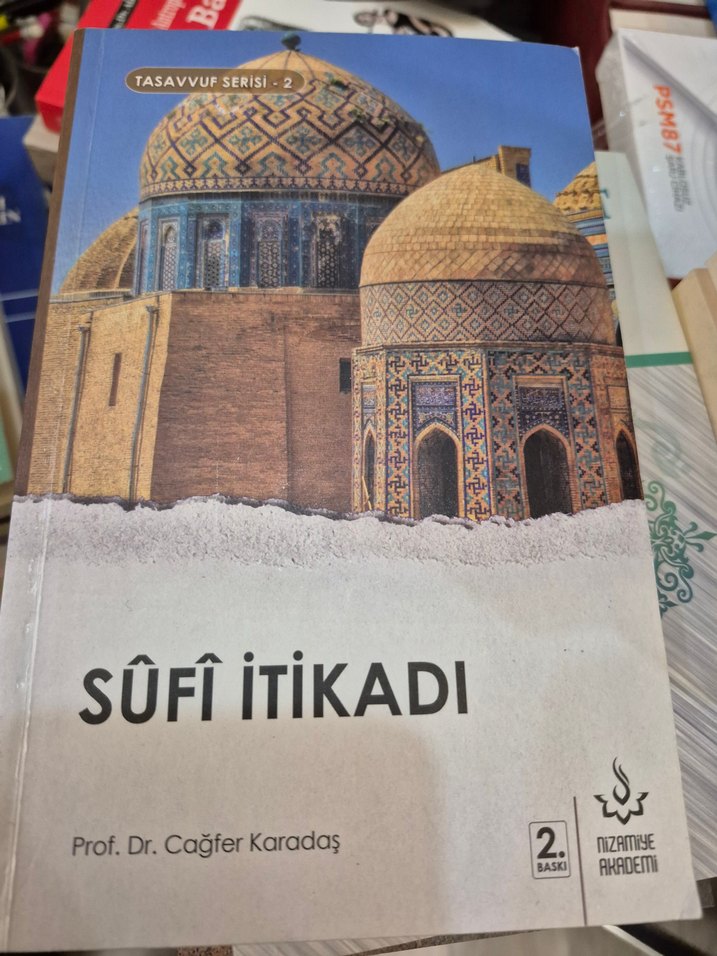 TASAVVUF SERİSİ - 2
SÛFÎ İTİKADI
Prof. Dr. Cağfer Karadaş
2.
BASKI
NİZAMİYE
AKADEMİ
PSM87